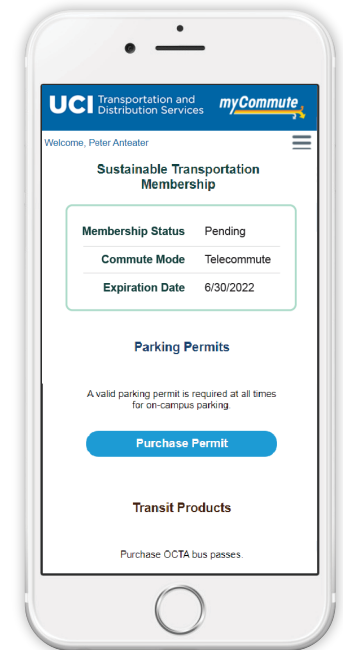 UCI Transportation and
Distribution Services
myCommute
Welcome, Peter Anteater
Sustainable Transportation
Membership
Membership Status Pending
Commute Mode Telecommute
Expiration Date 6/30/2022
Parking Permits
A valid parking permit is required at all times
for on-campus parking.
Purchase Permit
Transit Products
Purchase OCTA bus passes.